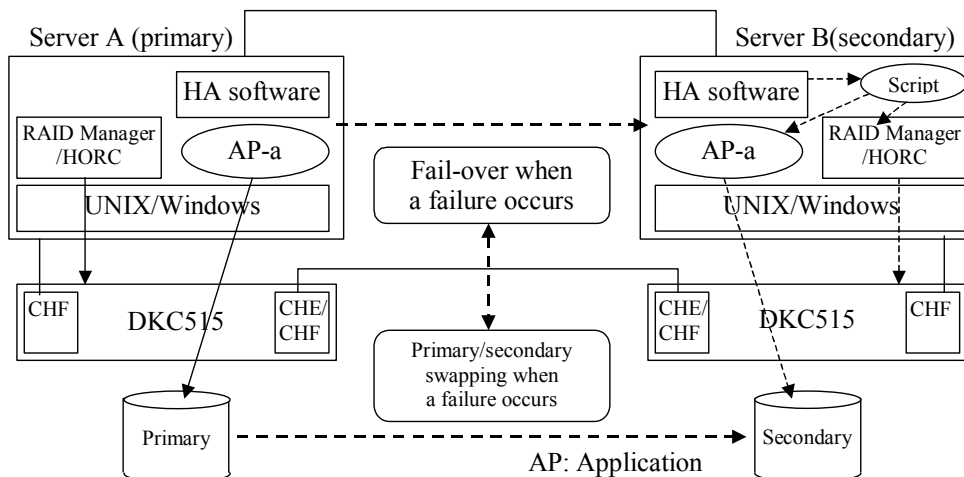 Server A (primary)
Server B(secondary)
HA software
RAID Manager
/HORC
AP-a
UNIX/Windows
HA software
Script
AP-a
RAID Manager
/HORC
UNIX/Windows
Fail-over when
a failure occurs
CHF
DKC515
CHE/
CHF
CHE/
CHF
DKC515
CHF
Primary/secondary
swapping when
a failure occurs
Primary
Secondary
AP: Application